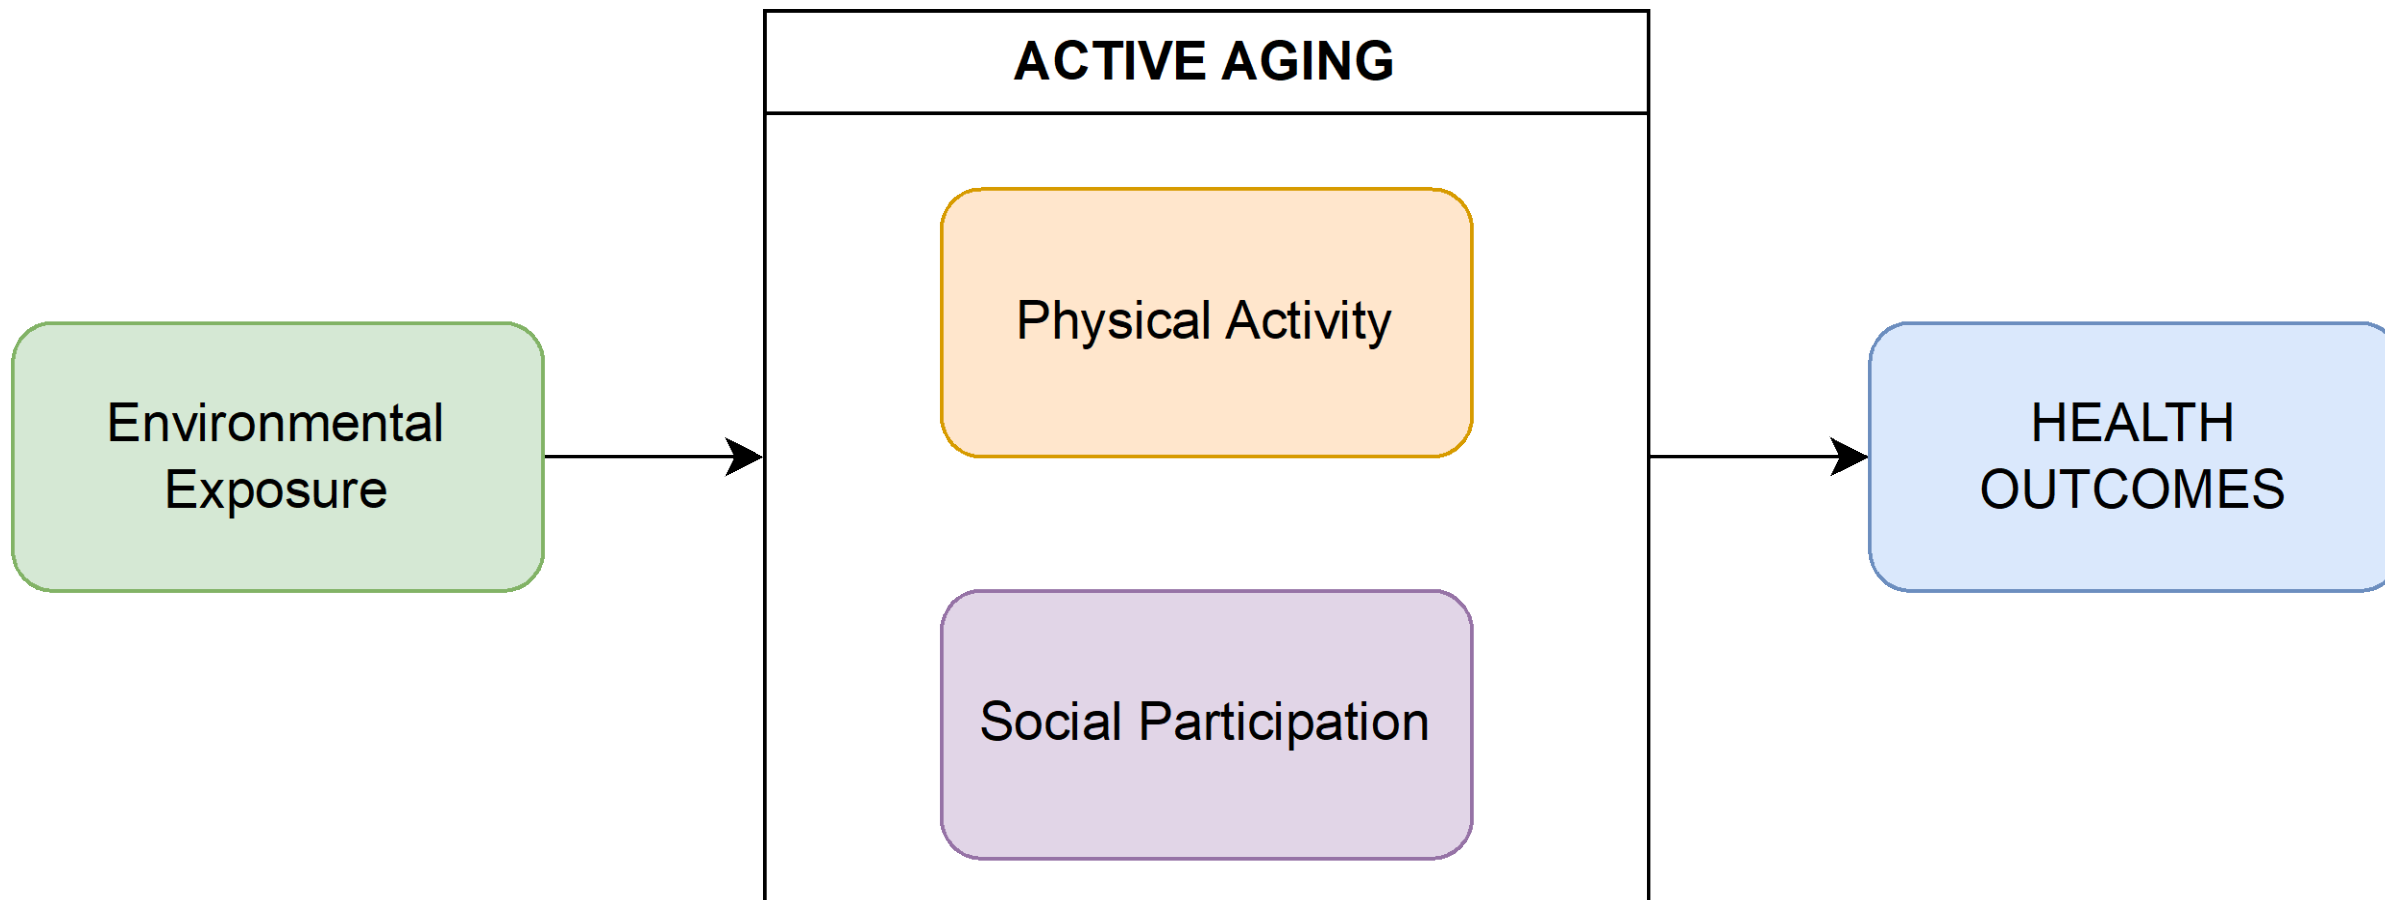 ACTIVE AGING
Physical Activity
Environmental
Exposure
HEALTH
OUTCOMES
Social Participation